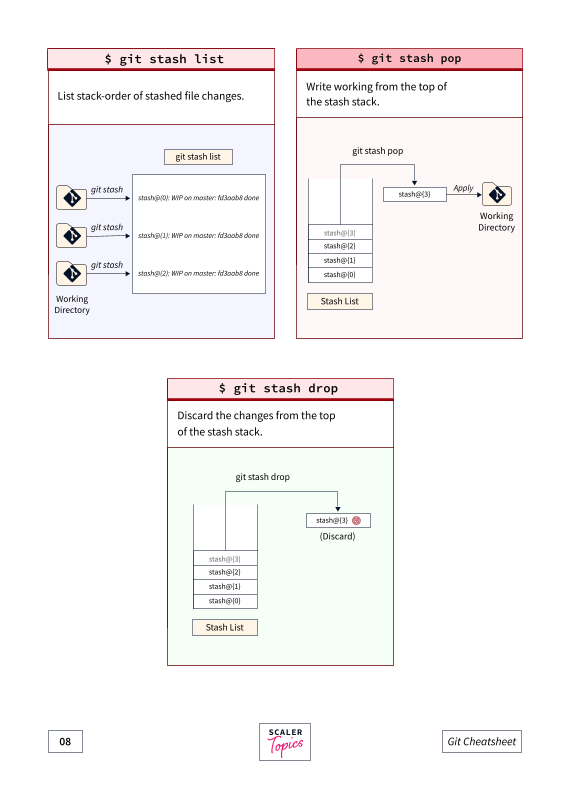 $ git stash list
List stack-order of stashed file changes.
git stash list
git stash
stash@(0): WIP on master: fd3aab8 done
git stash
stash@(1): WIP on master: fd3aab8 done
git stash
stash@(2): WIP on master: fd3aab8 done
Working
Directory
$ git stash pop
Write working from the top of
the stash stack.
git stash pop
stash@{3}
Apply
Working
Directory
stash@{3}
stash@{2}
stash@{1}
stash@{0}
Stash List
$ git stash drop
Discard the changes from the top
of the stash stack.
git stash drop
stash@{3}
(Discard)
stash@{3}
stash@{2}
stash@{1}
stash@{0}
Stash List
08
SCALER
Topics
Git Cheatsheet